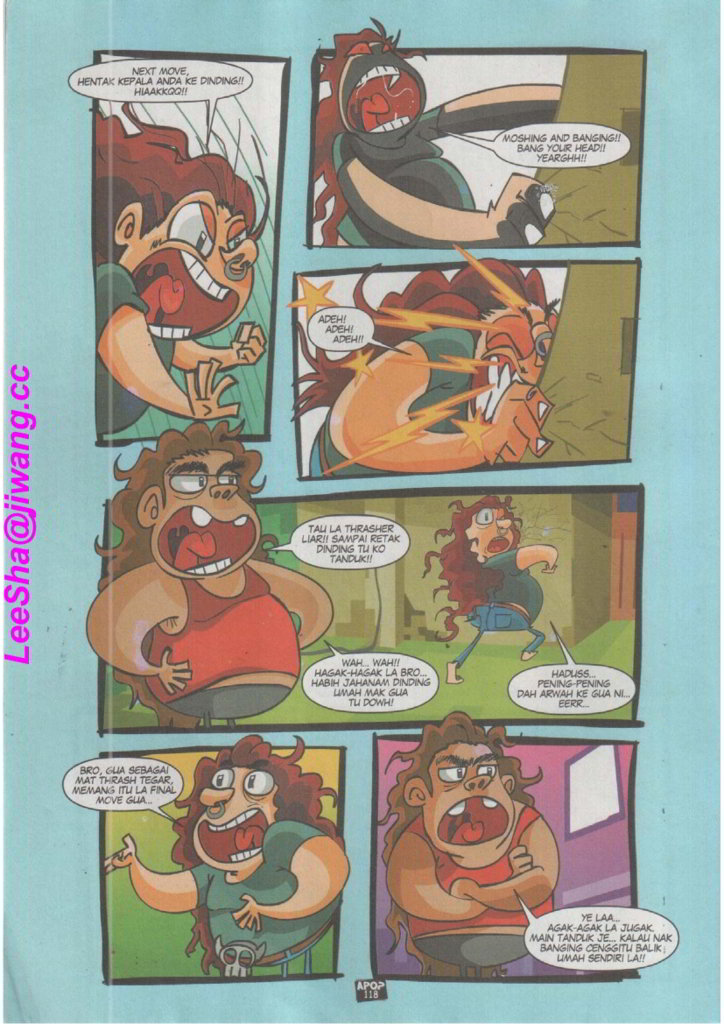 NEXT MOVE,
HENTAK KEPALA ANDA KE DINDING!!
HIAAKKQQ!!
MOSHING AND BANGING!!
BANG YOUR HEAD!!
YEARGHH!!
ADEH!
ADEH!
ADEH!!
TAU LA THRASHER
LIAR!! SAMPAI RETAK
DINDING TU KO
TANDUK!!
WAH... WAH!!
HAGAK-HAGAK LA BRO...
HABIH JAHANAM DINDING
UMAH MAK GUA
TU DOWH!
HADUSS...
PENING-PENING
DAH ARWAH KE GUA NI...
EERR...
BRO, GUA SEBAGAI
MAT THRASH TEGAR,
MEMANG ITU LA FINAL
MOVE GUA...
YE LAA...
AGAK-AGAK LA JUGAK.
MAIN TANDUK JE... KALAU NAK
BANGING CENGGITU BALIK
UMAH SENDIRI LA!!
APO?
118
LeeSha@jiwang.cc